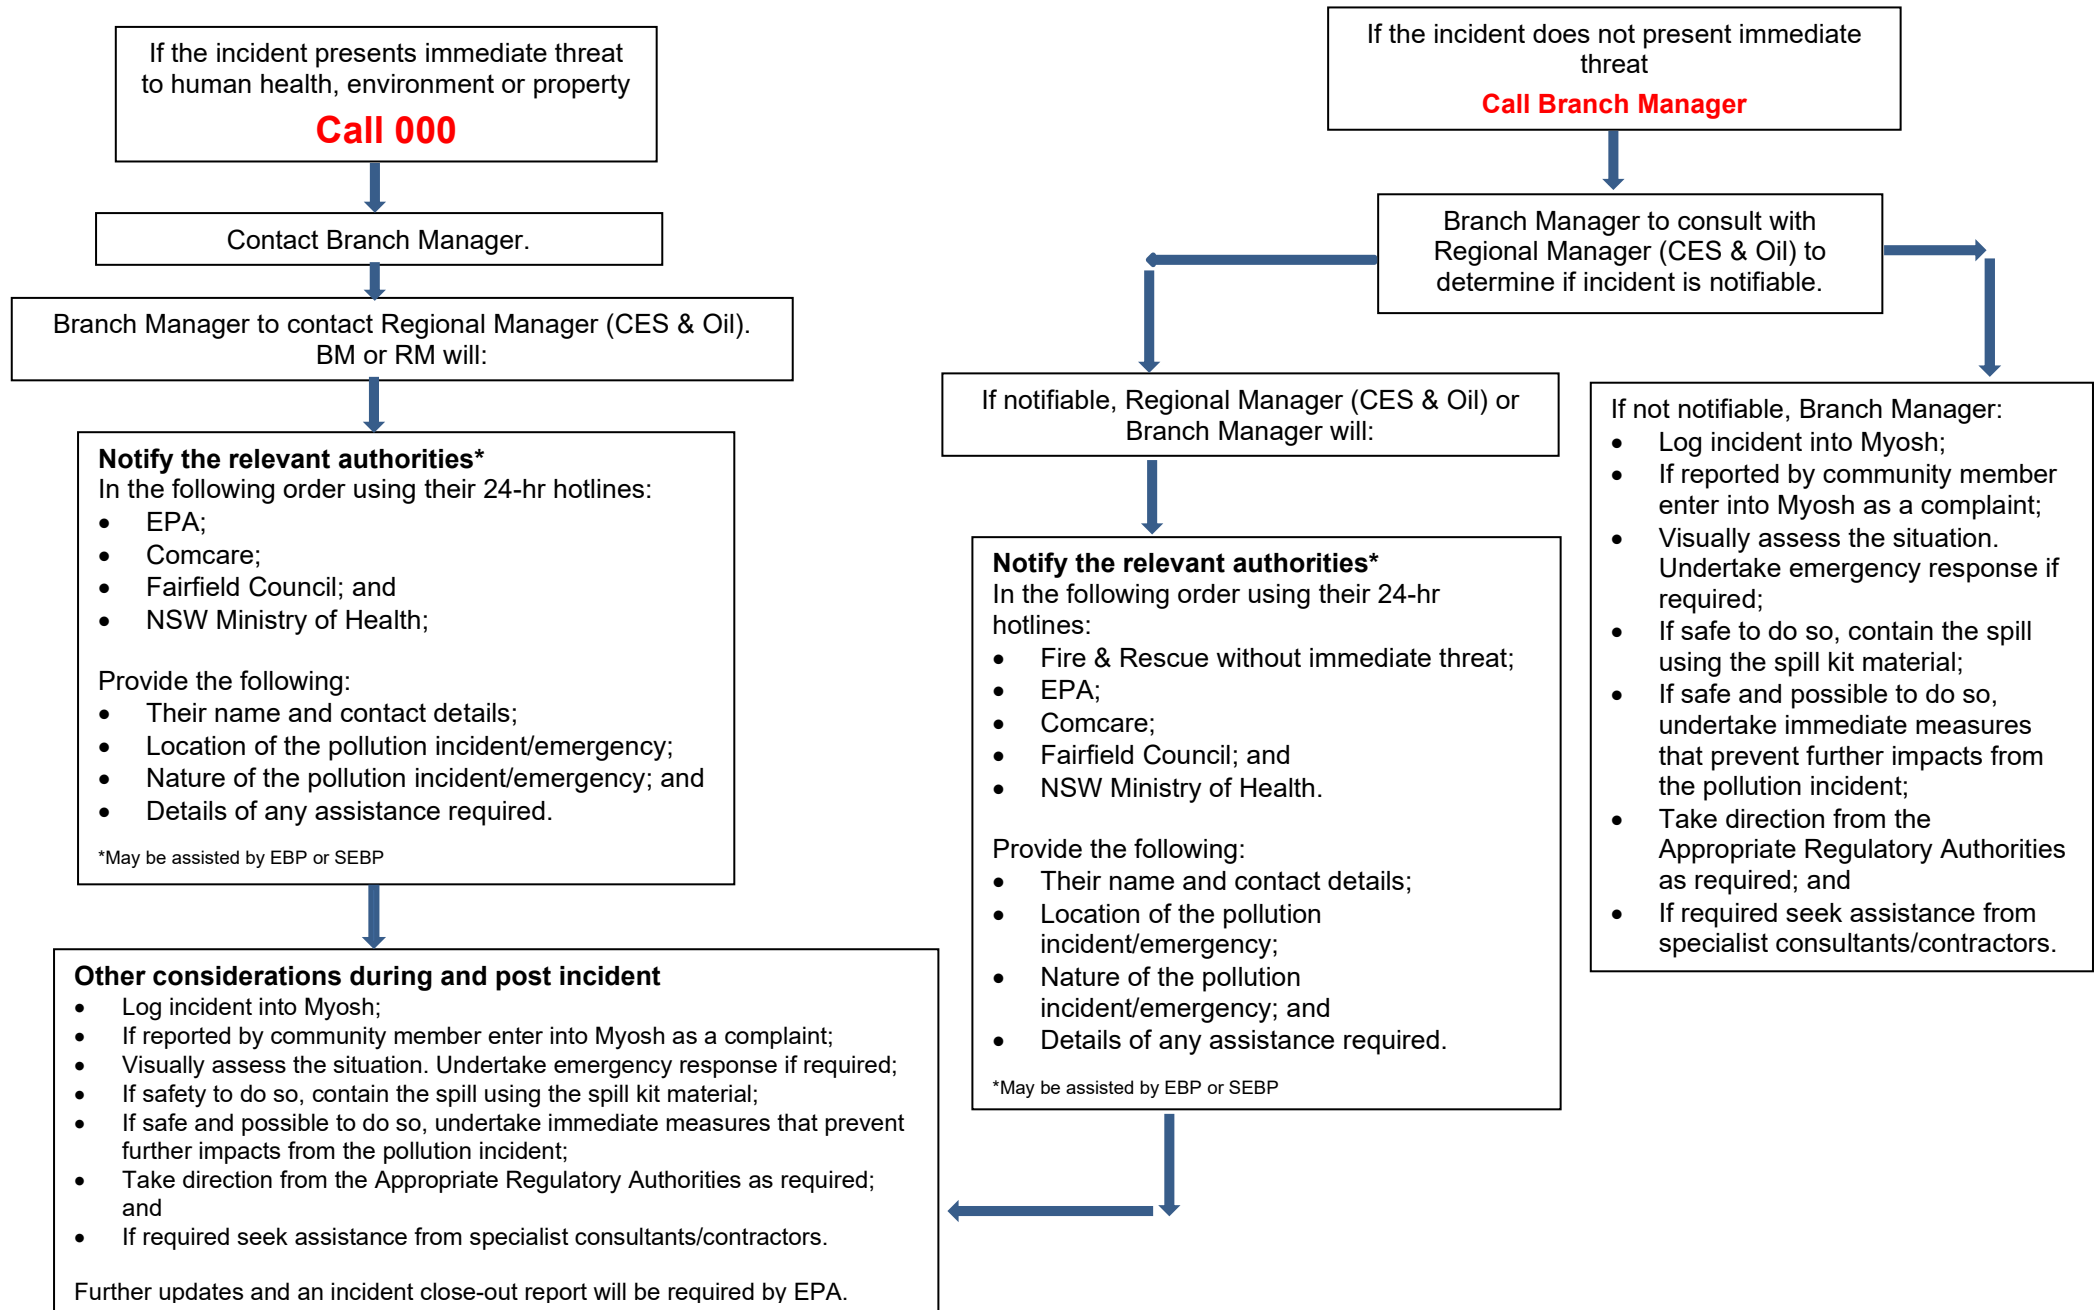 If the incident presents immediate threat
to human health, environment or property
Call 000
Contact Branch Manager.
Branch Manager to contact Regional Manager (CES & Oil).
BM or RM will:
Notify the relevant authorities*
In the following order using their 24-hr hotlines:
• EPA;
• Comcare;
• Fairfield Council; and
• NSW Ministry of Health;
Provide the following:
• Their name and contact details;
• Location of the pollution incident/emergency;
• Nature of the pollution incident/emergency; and
• Details of any assistance required.
*May be assisted by EBP or SEBP
Other considerations during and post incident
• Log incident into Myosh;
• If reported by community member enter into Myosh as a complaint;
• Visually assess the situation. Undertake emergency response if required;
• If safety to do so, contain the spill using the spill kit material;
• If safe and possible to do so, undertake immediate measures that prevent
further impacts from the pollution incident;
• Take direction from the Appropriate Regulatory Authorities as required;
and
• If required seek assistance from specialist consultants/contractors.
Further updates and an incident close-out report will be required by EPA.
If the incident does not present immediate
threat
Call Branch Manager
Branch Manager to consult with
Regional Manager (CES & Oil) to
determine if incident is notifiable.
If notifiable, Regional Manager (CES & Oil) or
Branch Manager will:
Notify the relevant authorities*
In the following order using their 24-hr
hotlines:
• Fire & Rescue without immediate threat;
• EPA;
• Comcare;
• Fairfield Council; and
• NSW Ministry of Health.
Provide the following:
• Their name and contact details;
• Location of the pollution
incident/emergency;
• Nature of the pollution
incident/emergency; and
• Details of any assistance required.
*May be assisted by EBP or SEBP
If not notifiable, Branch Manager:
• Log incident into Myosh;
• If reported by community member
enter into Myosh as a complaint;
• Visually assess the situation.
Undertake emergency response if
required;
• If safe to do so, contain the spill
using the spill kit material;
• If safe and possible to do so,
undertake immediate measures
that prevent further impacts from
the pollution incident;
• Take direction from the
Appropriate Regulatory Authorities
as required; and
• If required seek assistance from
specialist consultants/contractors.